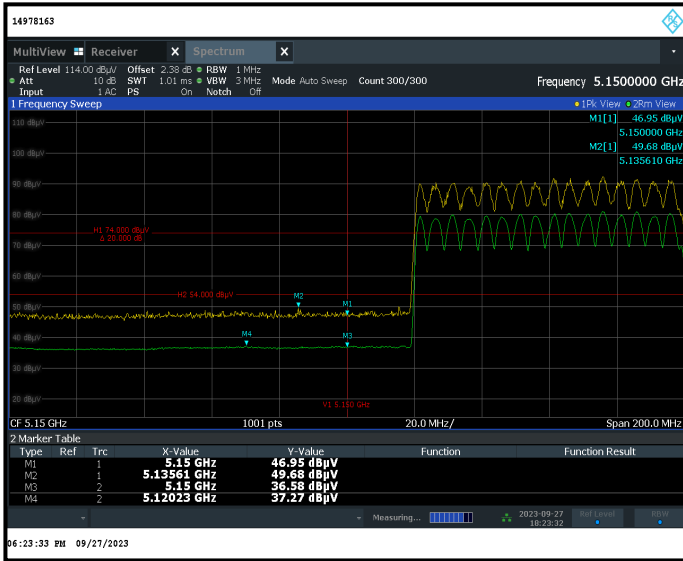 14978163
MultiView Receiver X Spectrum X
Ref Level 114.00 dBµV Offset 2.38 dB RBW 1 MHz
Att 10 dB SWT 1.01 ms VBW 3 MHz Mode Auto Sweep Count 300/300 Frequency 5.1500000 GHz
Input 1 AC PS On Notch Off
1 Frequency Sweep 1Pk View 2Rm View
M1[1] 46.95 dBµV
5.150000 GHz
M2[1] 49.68 dBµV
5.135610 GHz
110 dBµV
100 dBµV
90 dBµV
80 dBµV
H1 74.000 dBµV
Δ 20.000 dB
70 dBµV
60 dBµV
H2 54.000 dBµV
M2
50 dBµV
M1
40 dBµV
M4 M3
30 dBµV
20 dBµV
V1 5.150 GHz
CF 5.15 GHz 1001 pts 20.0 MHz/ Span 200.0 MHz
2 Marker Table
Type Ref Trc X-Value Y-Value Function Function Result
M1 1 5.15 GHz 46.95 dBµV
M2 1 5.13561 GHz 49.68 dBµV
M3 2 5.15 GHz 36.58 dBµV
M4 2 5.12023 GHz 37.27 dBµV
Measuring... 2023-09-27 Ref Level RBW
18:23:32
06:23:33 PM 09/27/2023